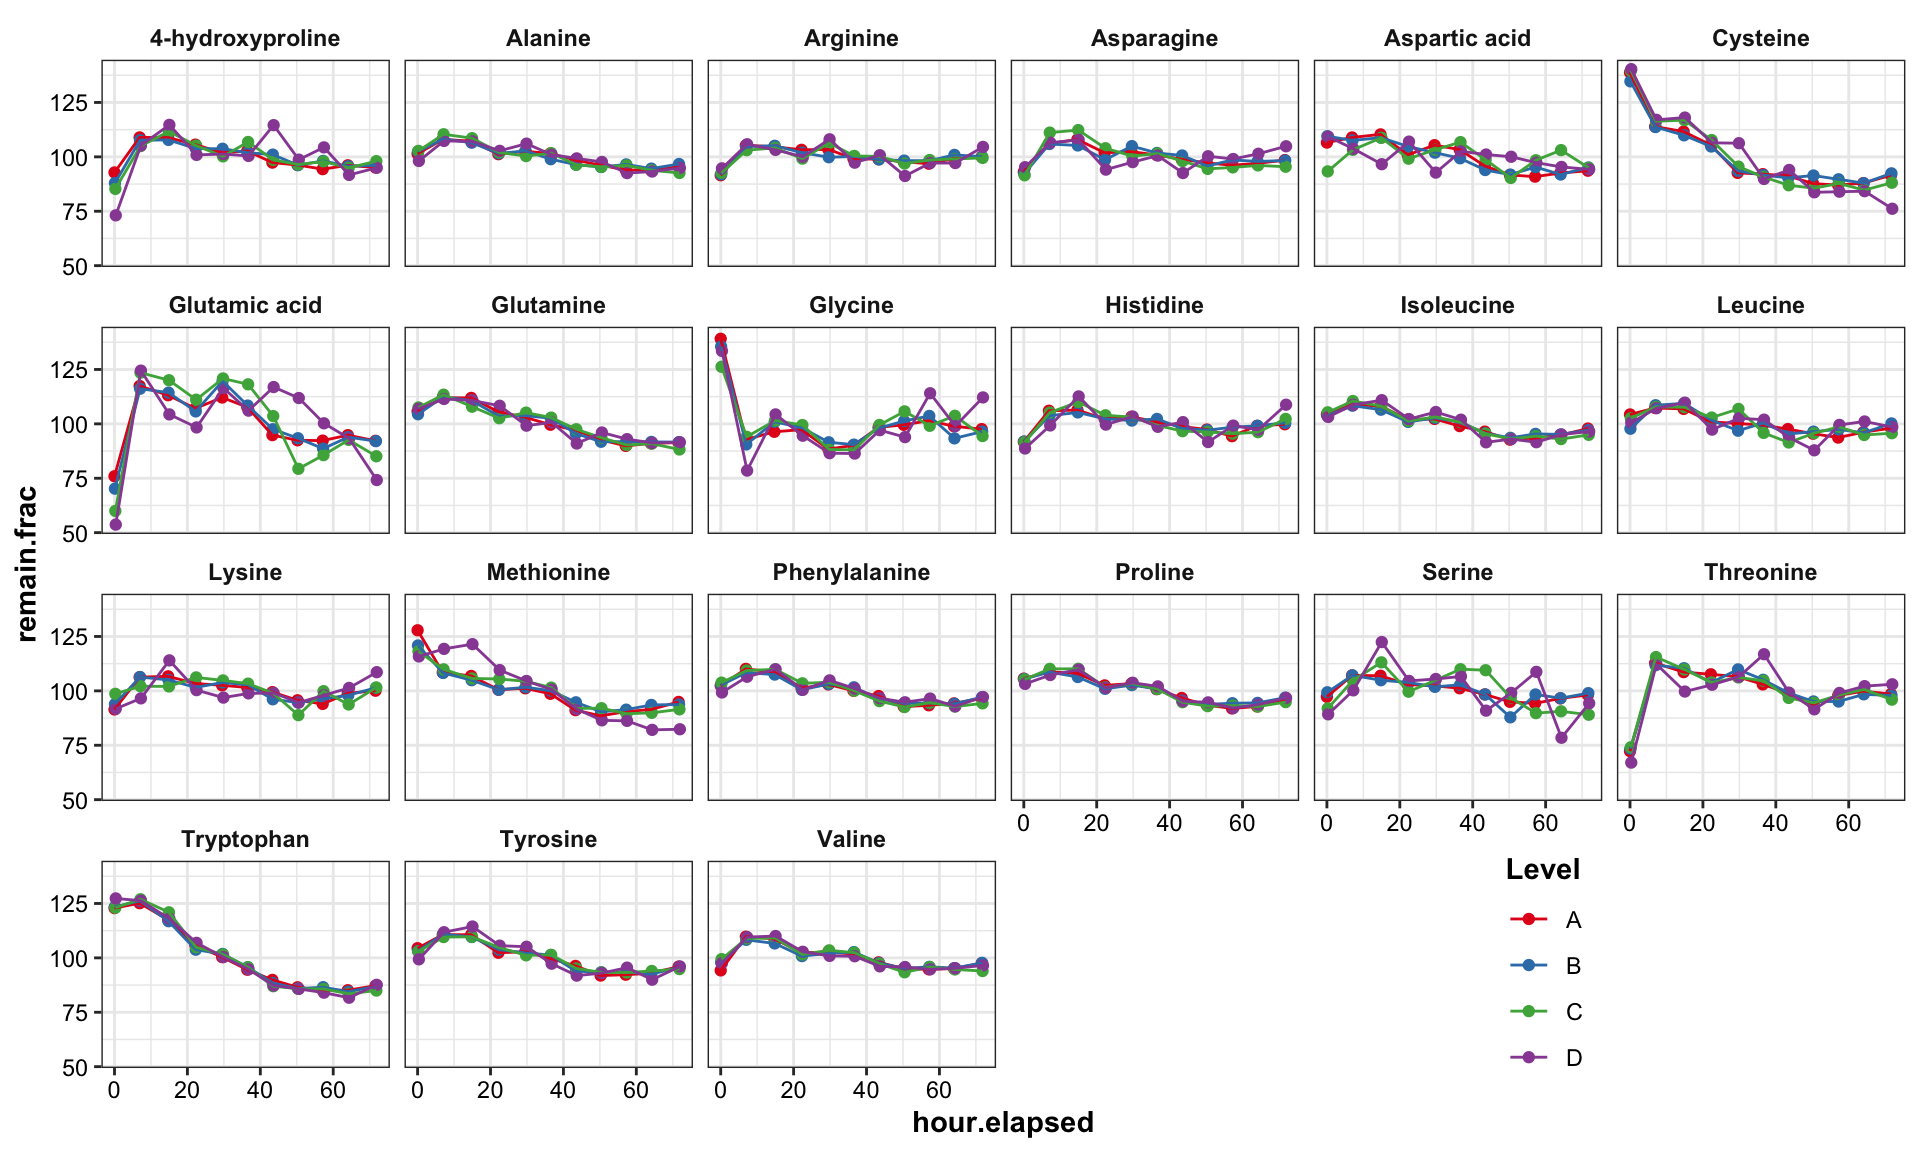 4-hydroxyproline Alanine Arginine Asparagine Aspartic acid Cysteine
125
100
75
50
Glutamic acid Glutamine Glycine Histidine Isoleucine Leucine
125
100
75
50
remain.frac
Lysine Methionine Phenylalanine Proline Serine Threonine
125
100
75
50
0 20 40 60 0 20 40 60 0 20 40 60
Tryptophan Tyrosine Valine
125
100
75
50
0 20 40 60 0 20 40 60 0 20 40 60
hour.elapsed
Level
A
B
C
D